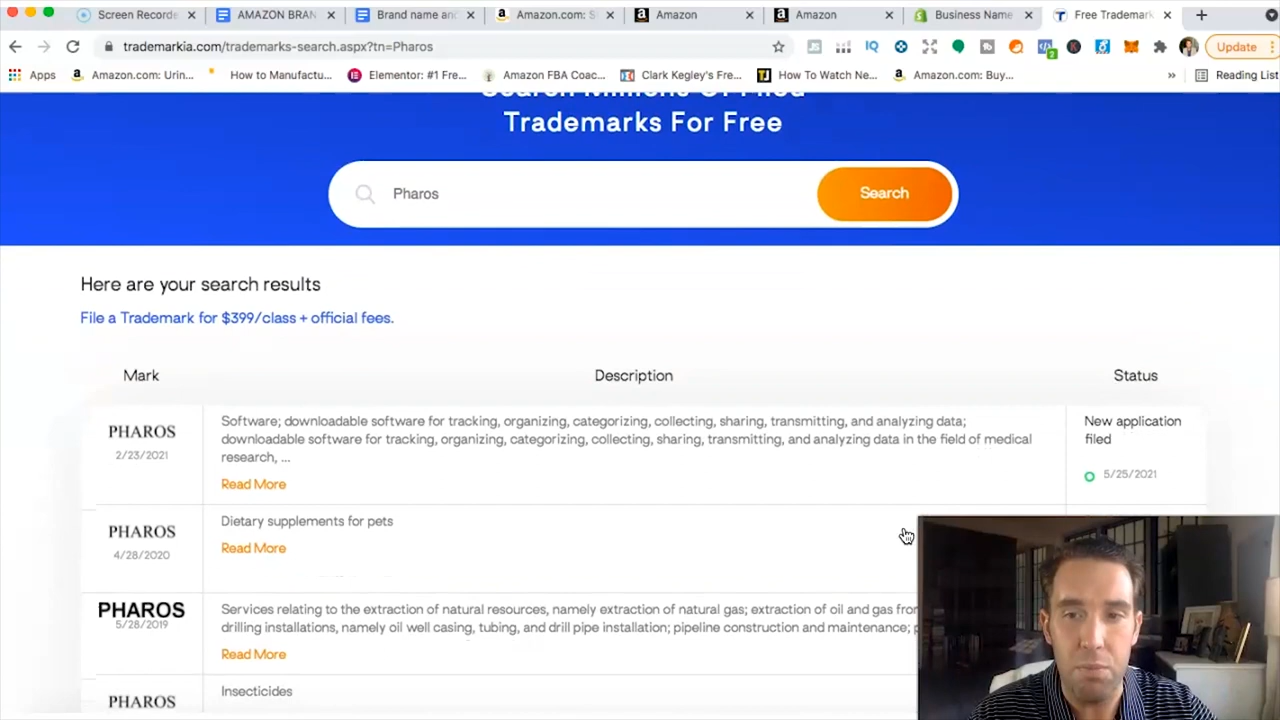 Screen Recorde
AMAZON BRAN
Brand name and
Amazon.com: S
Amazon
Amazon
Business Name
Free Trademark
trademarkia.com/trademarks-search.aspx?tn=Pharos
Update
Apps
Amazon.com: Urin...
How to Manufactu...
Elementor: #1 Fre...
Amazon FBA Coac...
Clark Kegley's Fre...
How To Watch Ne...
Amazon.com: Buy...
»
Reading List
Search Millions Of Filed
Trademarks For Free
Pharos
Search
Here are your search results
File a Trademark for $399/class + official fees.
Mark
Description
Status
PHAROS
2/23/2021
Software; downloadable software for tracking, organizing, categorizing, collecting, sharing, transmitting, and analyzing data;
downloadable software for tracking, organizing, categorizing, collecting, sharing, transmitting, and analyzing data in the field of medical
research, ...
Read More
New application
filed
5/25/2021
PHAROS
4/28/2020
Dietary supplements for pets
Read More
PHAROS
5/28/2019
Services relating to the extraction of natural resources, namely extraction of natural gas; extraction of oil and gas
drilling installations, namely oil well casing, tubing, and drill pipe installation; pipeline construction and maintenance;
Read More
PHAROS
Insecticides